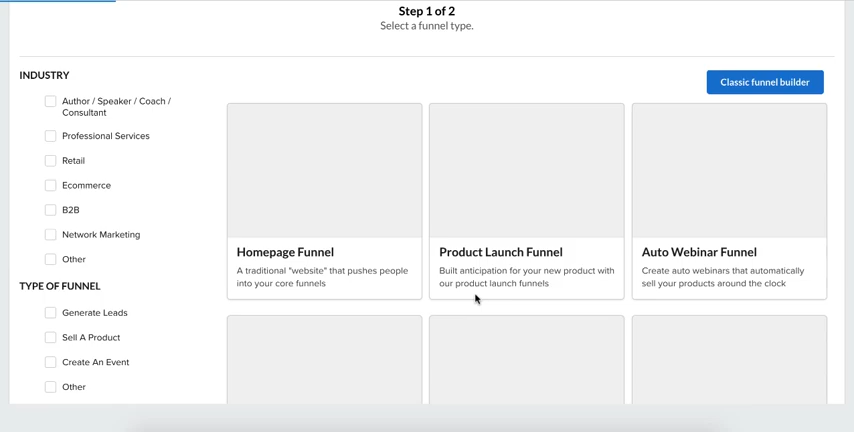 Step 1 of 2
Select a funnel type.
INDUSTRY
Classic funnel builder
Author / Speaker / Coach /
Consultant
Professional Services
Retail
Ecommerce
B2B
Network Marketing
Other
TYPE OF FUNNEL
Generate Leads
Sell A Product
Create An Event
Other
Homepage Funnel
A traditional "website" that pushes people
into your core funnels
Product Launch Funnel
Built anticipation for your new product with
our product launch funnels
Auto Webinar Funnel
Create auto webinars that automatically
sell your products around the clock